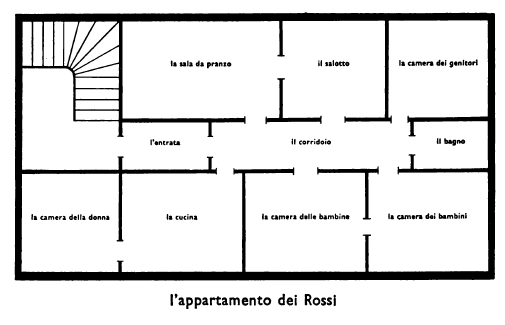 la sala da pranzo
il salotto
la camera dei genitori
l'entrata
il corridoio
il bagno
la camera della donna
la cucina
la camera delle bambine
la camera dei bambini
l'appartamento dei Rossi